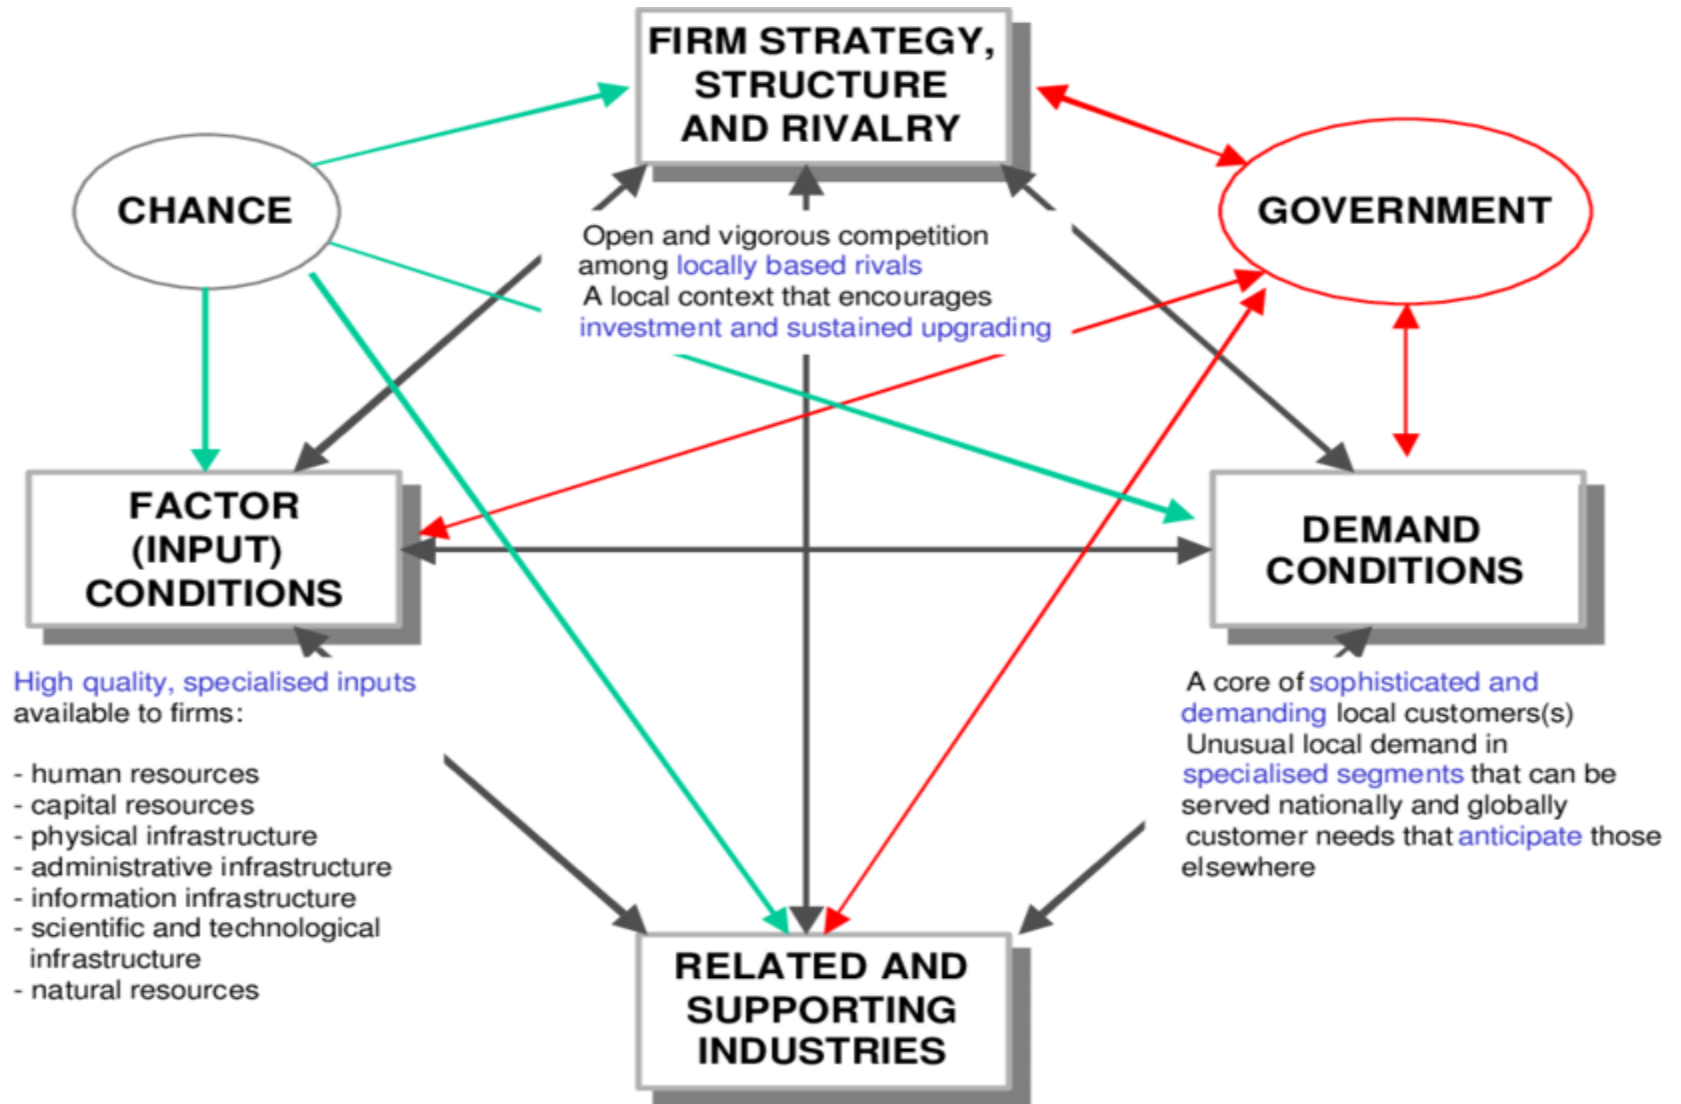 FIRM STRATEGY,
STRUCTURE
AND RIVALRY
CHANCE
GOVERNMENT
Open and vigorous competition
among locally based rivals
A local context that encourages
investment and sustained upgrading
FACTOR
(INPUT)
CONDITIONS
DEMAND
CONDITIONS
High quality, specialised inputs
available to firms:
- human resources
- capital resources
- physical infrastructure
- administrative infrastructure
- information infrastructure
- scientific and technological
infrastructure
- natural resources
A core of sophisticated and
demanding local customers(s)
Unusual local demand in
specialised segments that can be
served nationally and globally
customer needs that anticipate those
elsewhere
RELATED AND
SUPPORTING
INDUSTRIES